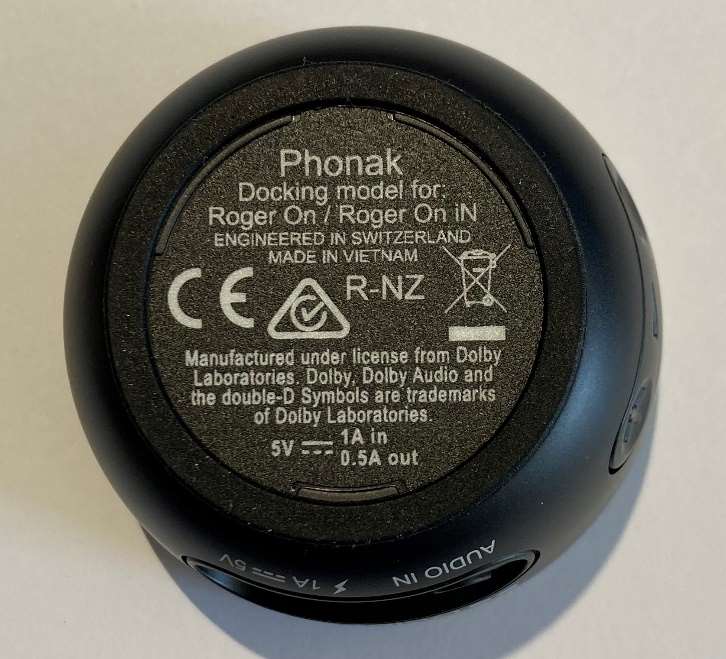 Phonak
Docking model for:
Roger On / Roger On iN
ENGINEERED IN SWITZERLAND
MADE IN VIETNAM
CE R-NZ
Manufactured under license from Dolby
Laboratories. Dolby, Dolby Audio and
the double-D Symbols are trademarks
of Dolby Laboratories.
5V 1A in
0.5A out
AUDIO IN
1A 5V